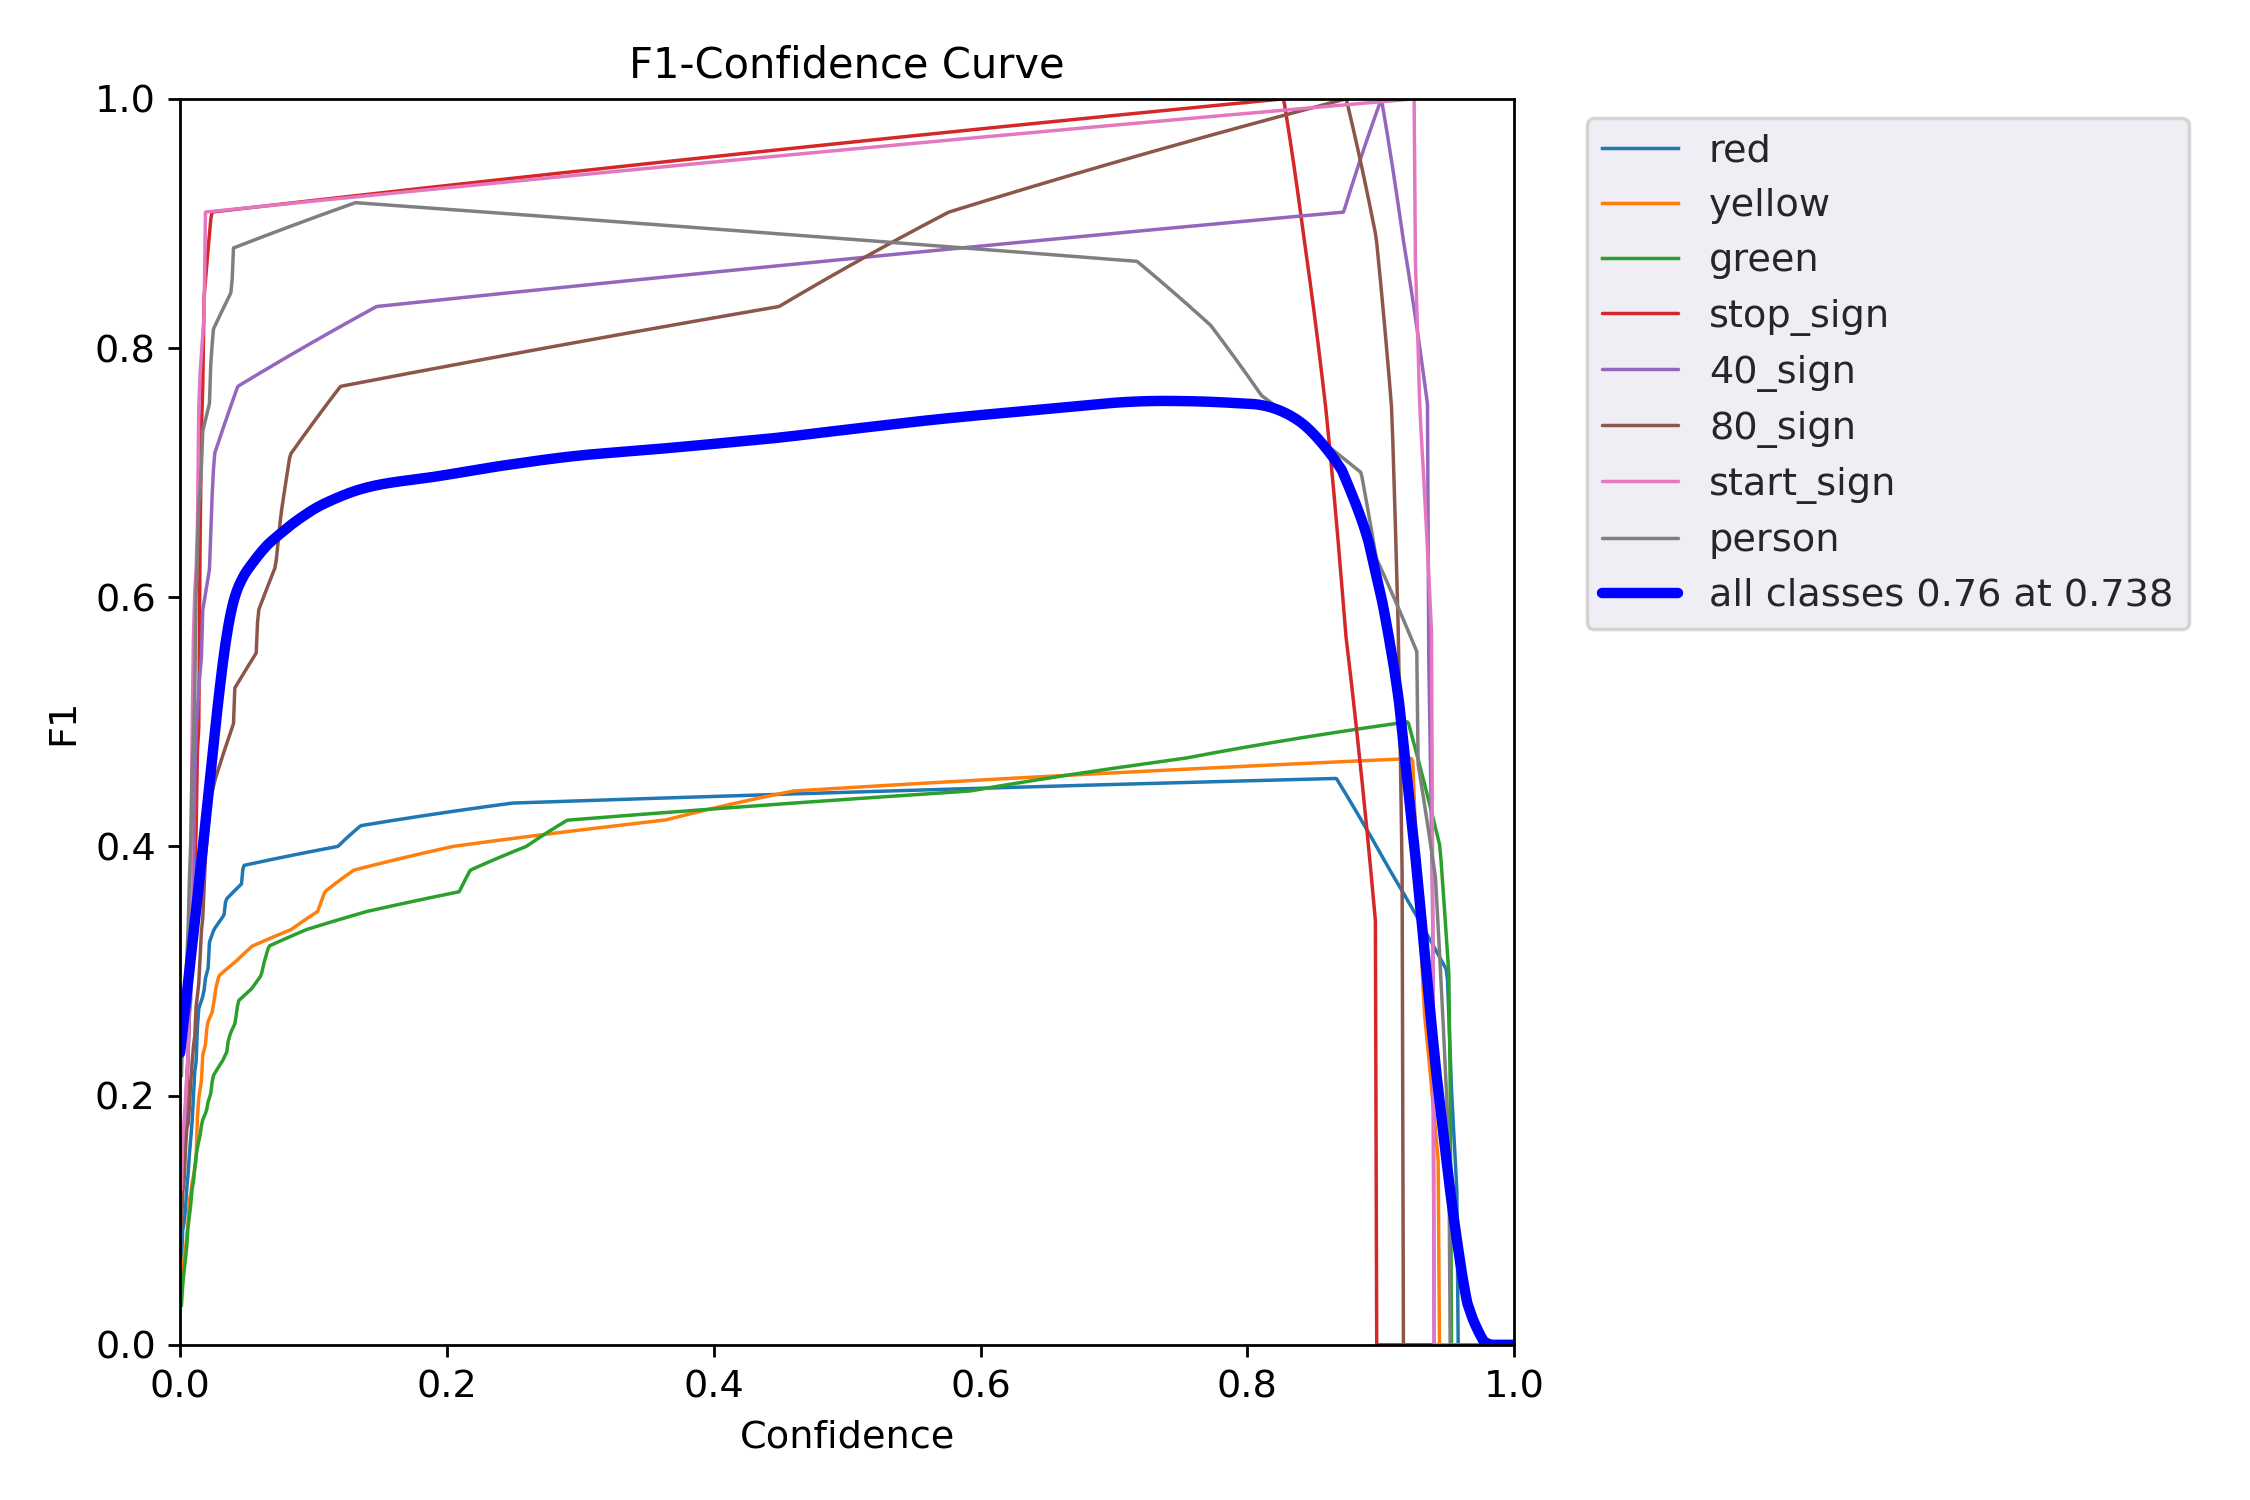 F1-Confidence Curve
1.0
0.8
0.6
0.4
0.2
0.0
F1
0.0 0.2 0.4 0.6 0.8 1.0
Confidence
red
yellow
green
stop_sign
40_sign
80_sign
start_sign
person
all classes 0.76 at 0.738